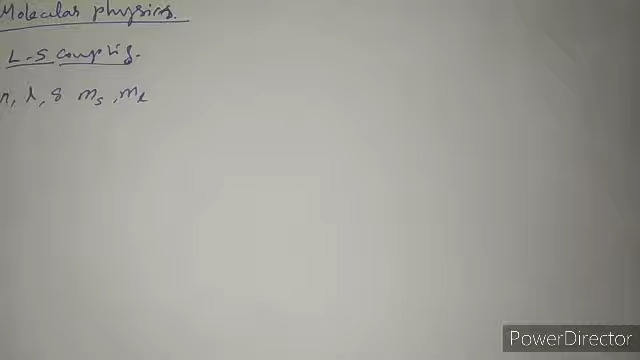 Molecular physics.
L-S coupling.
n, l, s ms, ml
PowerDirector